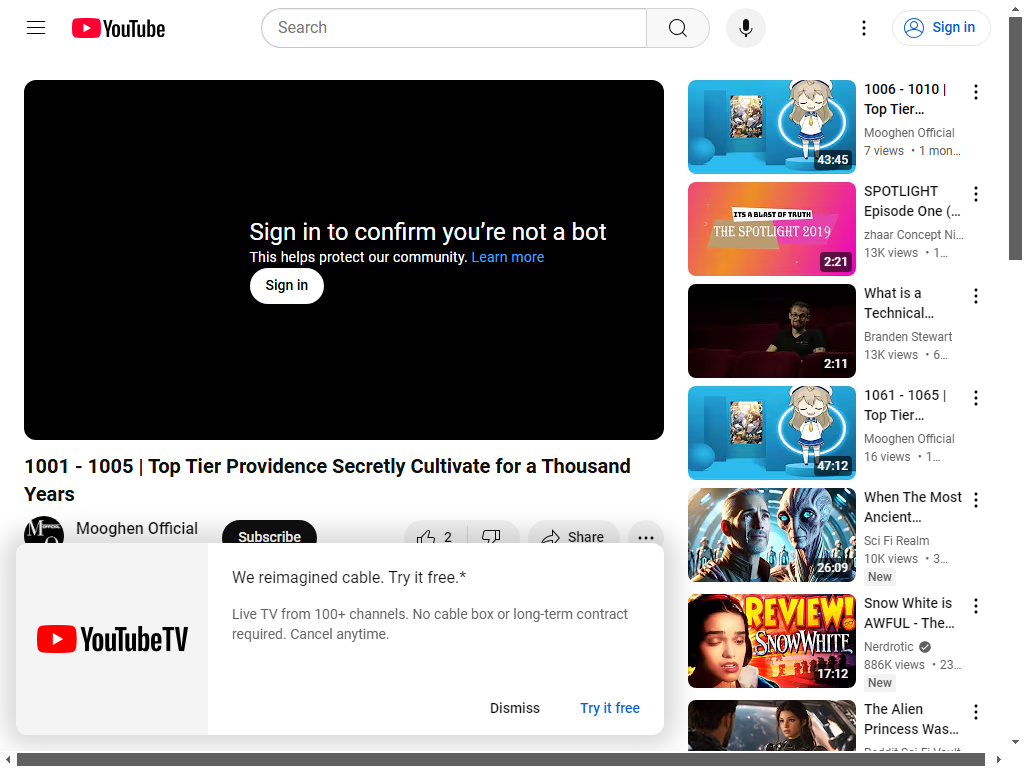 YouTube
Search
Sign in
Sign in to confirm you’re not a bot
This helps protect our community. Learn more
Sign in
1001 - 1005 | Top Tier Providence Secretly Cultivate for a Thousand
Years
Mooghen Official
Subscribe
2
Share
We reimagined cable. Try it free.*
Live TV from 100+ channels. No cable box or long-term contract
required. Cancel anytime.
YouTubeTV
Dismiss
Try it free
43:45
1006 - 1010 |
Top Tier…
Mooghen Official
7 views • 1 mon…
ITS A BLAST OF TRUTH
THE SPOTLIGHT 2019
2:21
SPOTLIGHT
Episode One (…
zhaar Concept Ni…
13K views • 1…
2:11
What is a
Technical…
Branden Stewart
13K views • 6…
47:12
1061 - 1065 |
Top Tier…
Mooghen Official
16 views • 1…
26:09
When The Most
Ancient…
Sci Fi Realm
10K views • 3…
New
REVIEW!
SNOW WHITE
17:12
Snow White is
AWFUL - The…
Nerdrotic
886K views • 23…
New
The Alien
Princess Was…
Reddit Sci Fi Vault